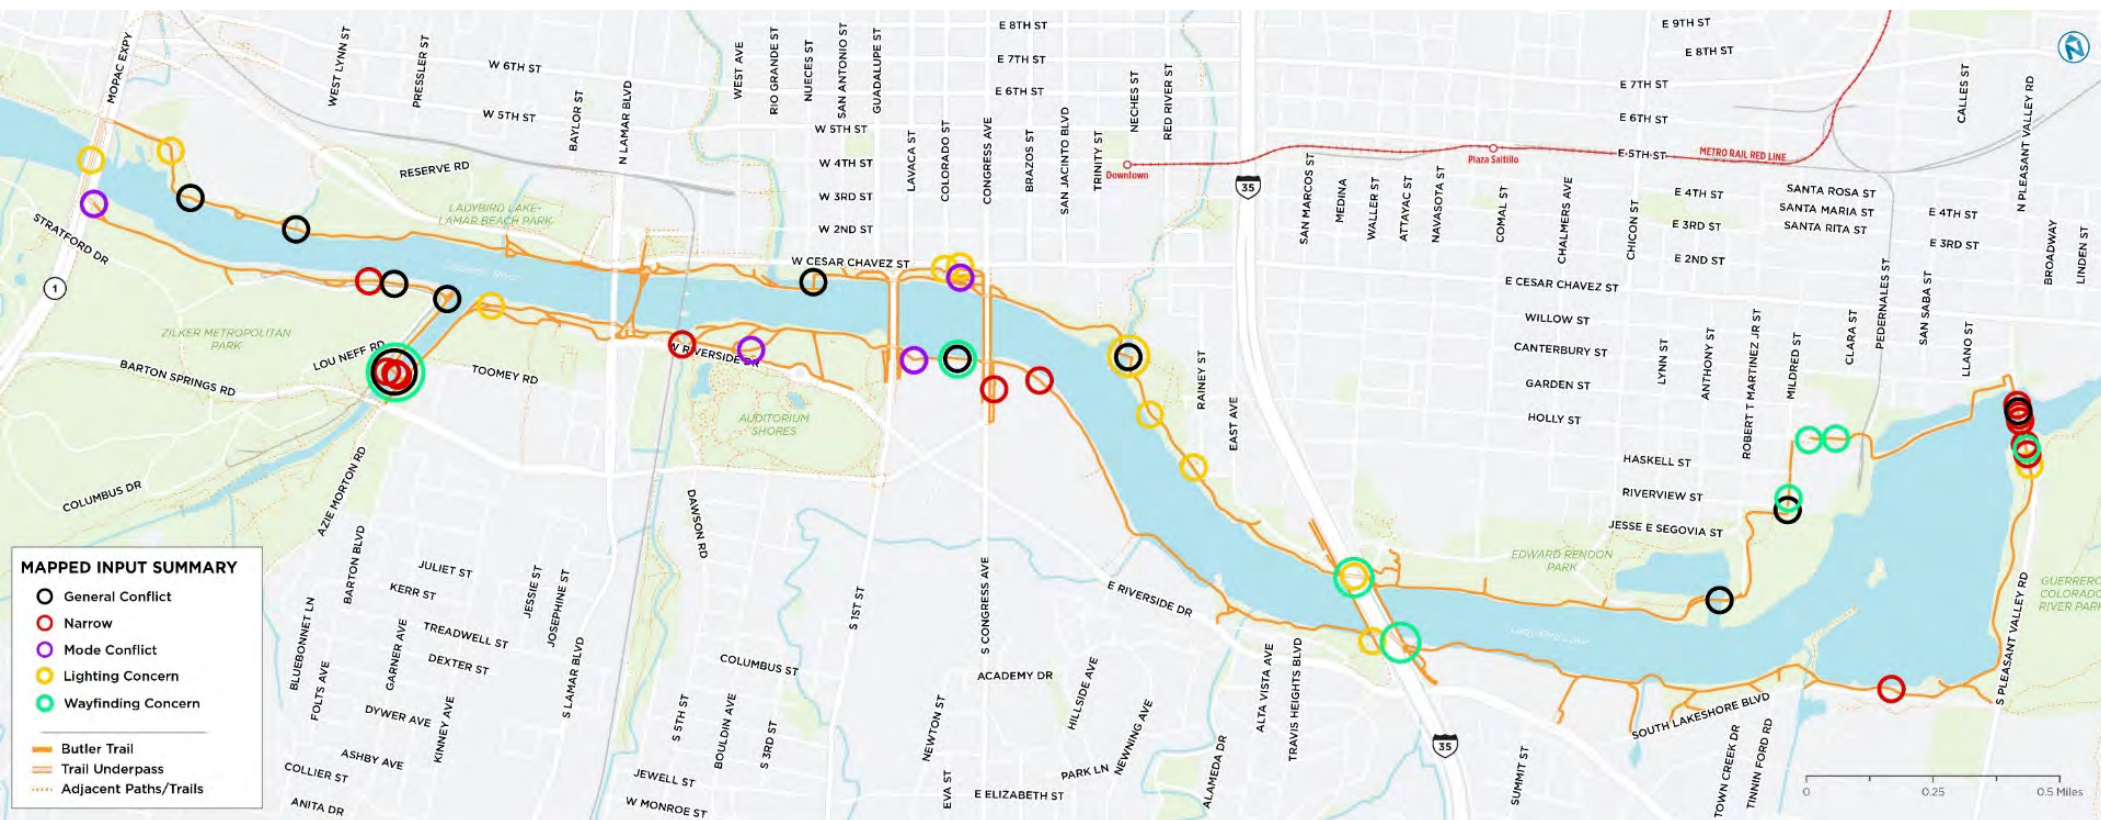 MOPAC EXPY
WEST LYNN ST
PRESSLER ST
W 6TH ST
W 5TH ST
BAYLOR ST
N LAMAR BLVD
RESERVE RD
LADYBIRD LAKE-
LAMAR BEACH PARK
STRATFORD DR
1
ZILKER METROPOLITAN
PARK
BARTON SPRINGS RD
LOU NEFF RD
TOOMEY RD
COLUMBUS DR
AZIE MORTON RD
WEST AVE
RIO GRANDE ST
NUECES ST
SAN ANTONIO ST
GUADALUPE ST
E 8TH ST
E 7TH ST
E 6TH ST
W 5TH ST
W 4TH ST
W 3RD ST
W 2ND ST
W CESAR CHAVEZ ST
LAVACA ST
COLORADO ST
CONGRESS AVE
BRAZOS ST
SAN JACINTO BLVD
TRINITY ST
NECHES ST
RED RIVER ST
Downtown
35
W RIVERSIDE DR
AUDITORIUM
SHORES
RAINEY ST
EAST AVE
E 9TH ST
E 8TH ST
E 7TH ST
E 6TH ST
E 5TH ST
METRO RAIL RED LINE
Plaza Saltillo
E 4TH ST
E 3RD ST
E 2ND ST
SANTA ROSA ST
SANTA MARIA ST
SANTA RITA ST
E 4TH ST
E 3RD ST
CALLES ST
N PLEASANT VALLEY RD
BROADWAY
LINDEN ST
SAN MARCOS ST
MEDINA
WALLER ST
ATTAYAC ST
NAVASOTA ST
COMAL ST
CHALMERS AVE
CHICON ST
E CESAR CHAVEZ ST
WILLOW ST
CANTERBURY ST
GARDEN ST
HOLLY ST
HASKELL ST
RIVERVIEW ST
JESSE E SEGOVIA ST
LYNN ST
ANTHONY ST
ROBERT T MARTINEZ JR ST
MILDRED ST
CLARA ST
PEDERNALES ST
SAN SABA ST
LLANO ST
EDWARD RENDON
PARK
GUERRERO
COLORADO
RIVER PARK
S PLEASANT VALLEY RD
SOUTH LAKESHORE BLVD
TOWN CREEK DR
TINNIN FORD RD
SUMMIT ST
35
E RIVERSIDE DR
ALTA VISTA AVE
TRAVIS HEIGHTS BLVD
ALAMEDA DR
NEWNING AVE
HILLSIDE AVE
PARK LN
ACADEMY DR
E ELIZABETH ST
EVA ST
NEWTON ST
S CONGRESS AVE
S 1ST ST
DAWSON RD
COLUMBUS ST
S 5TH ST
BOULDIN AVE
S 3RD ST
JEWELL ST
W MONROE ST
S LAMAR BLVD
JOSEPHINE ST
JESSIE ST
JULIET ST
KERR ST
TREADWELL ST
DEXTER ST
BARTON BLVD
BLUEBONNET LN
FOLTS AVE
GARNER AVE
DYWER AVE
KINNEY AVE
ASHBY AVE
COLLIER ST
ANITA DR
MAPPED INPUT SUMMARY
General Conflict
Narrow
Mode Conflict
Lighting Concern
Wayfinding Concern
Butler Trail
Trail Underpass
Adjacent Paths/Trails
0 0.25 0.5 Miles
N